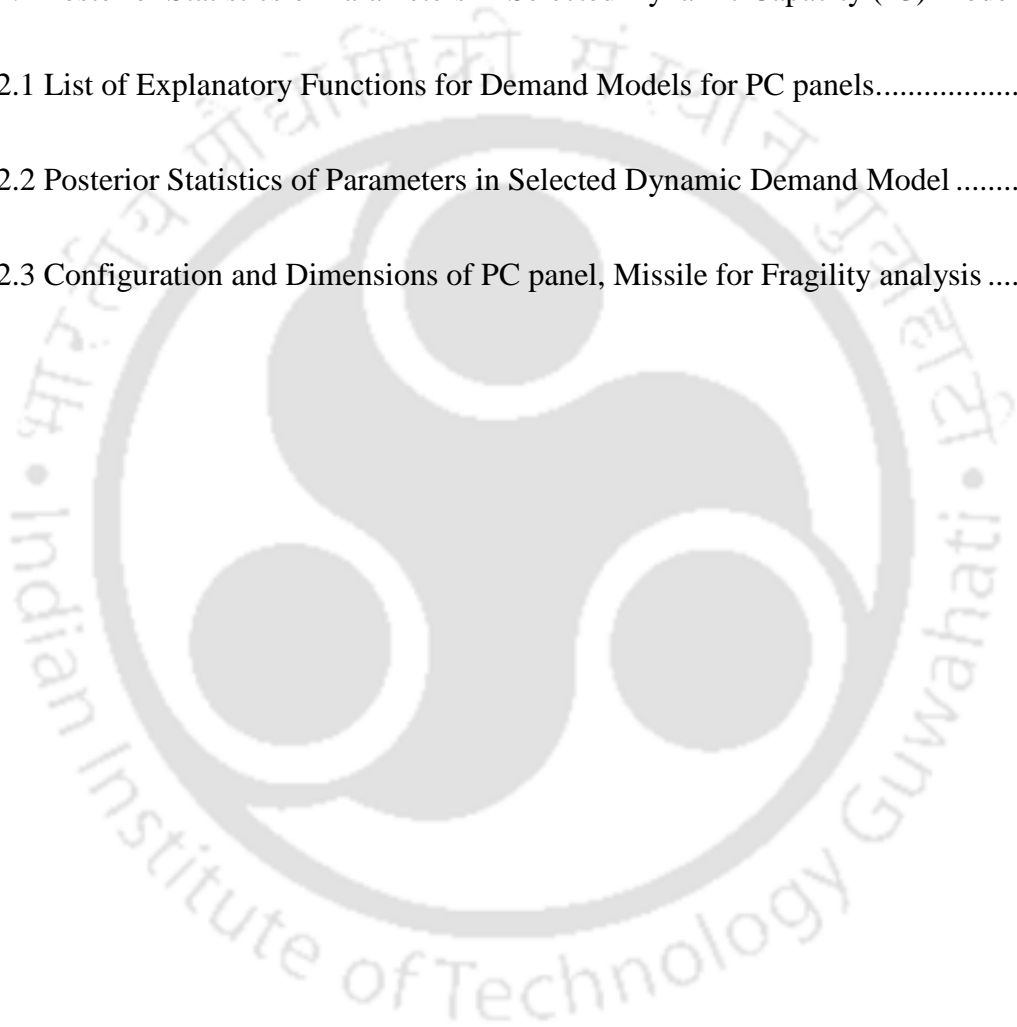 2.1 List of Explanatory Functions for Demand Models for PC panels..................
2.2 Posterior Statistics of Parameters in Selected Dynamic Demand Model ........
2.3 Configuration and Dimensions of PC panel, Missile for Fragility analysis ....
भारतीय प्रौद्योगिकी संस्थान गुवाहाटी
• Indian Institute of Technology Guwahati •